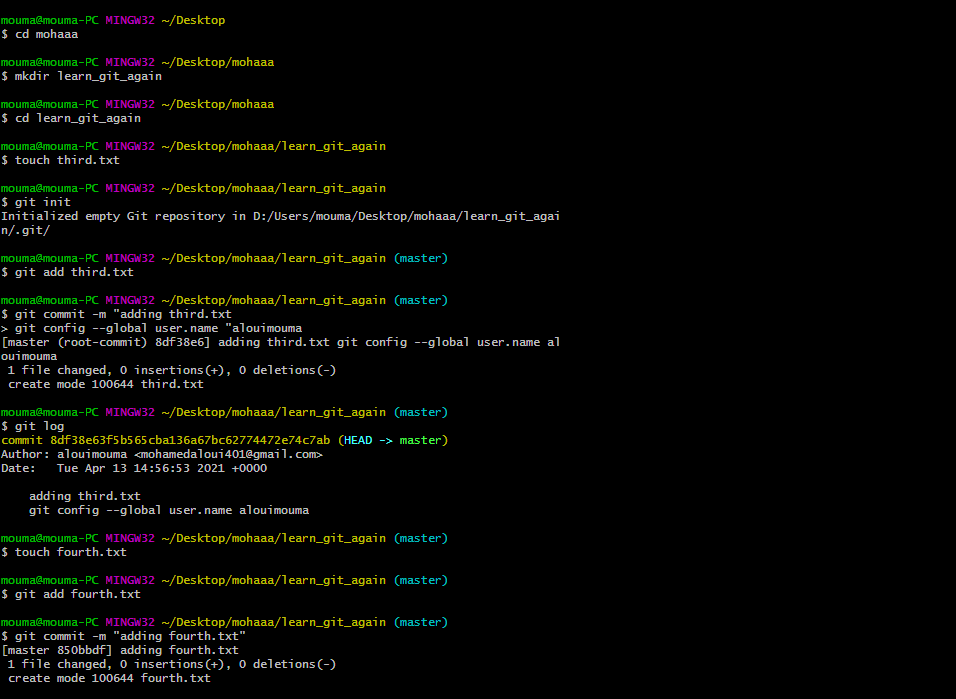 mouma@mouma-PC MINGW32 ~/Desktop
$ cd mohaaa
mouma@mouma-PC MINGW32 ~/Desktop/mohaaa
$ mkdir learn_git_again
mouma@mouma-PC MINGW32 ~/Desktop/mohaaa
$ cd learn_git_again
mouma@mouma-PC MINGW32 ~/Desktop/mohaaa/learn_git_again
$ touch third.txt
mouma@mouma-PC MINGW32 ~/Desktop/mohaaa/learn_git_again
$ git init
Initialized empty Git repository in D:/Users/mouma/Desktop/mohaaa/learn_git_agai
n/.git/
mouma@mouma-PC MINGW32 ~/Desktop/mohaaa/learn_git_again (master)
$ git add third.txt
mouma@mouma-PC MINGW32 ~/Desktop/mohaaa/learn_git_again (master)
$ git commit -m "adding third.txt
> git config --global user.name "alouimouma
[master (root-commit) 8df38e6] adding third.txt git config --global user.name al
ouimouma
 1 file changed, 0 insertions(+), 0 deletions(-)
 create mode 100644 third.txt
mouma@mouma-PC MINGW32 ~/Desktop/mohaaa/learn_git_again (master)
$ git log
commit 8df38e63f5b565cba136a67bc62774472e74c7ab (HEAD -> master)
Author: alouimouma <mohamedaloui401@gmail.com>
Date:   Tue Apr 13 14:56:53 2021 +0000
    adding third.txt
    git config --global user.name alouimouma
mouma@mouma-PC MINGW32 ~/Desktop/mohaaa/learn_git_again (master)
$ touch fourth.txt
mouma@mouma-PC MINGW32 ~/Desktop/mohaaa/learn_git_again (master)
$ git add fourth.txt
mouma@mouma-PC MINGW32 ~/Desktop/mohaaa/learn_git_again (master)
$ git commit -m "adding fourth.txt"
[master 850bbdf] adding fourth.txt
 1 file changed, 0 insertions(+), 0 deletions(-)
 create mode 100644 fourth.txt